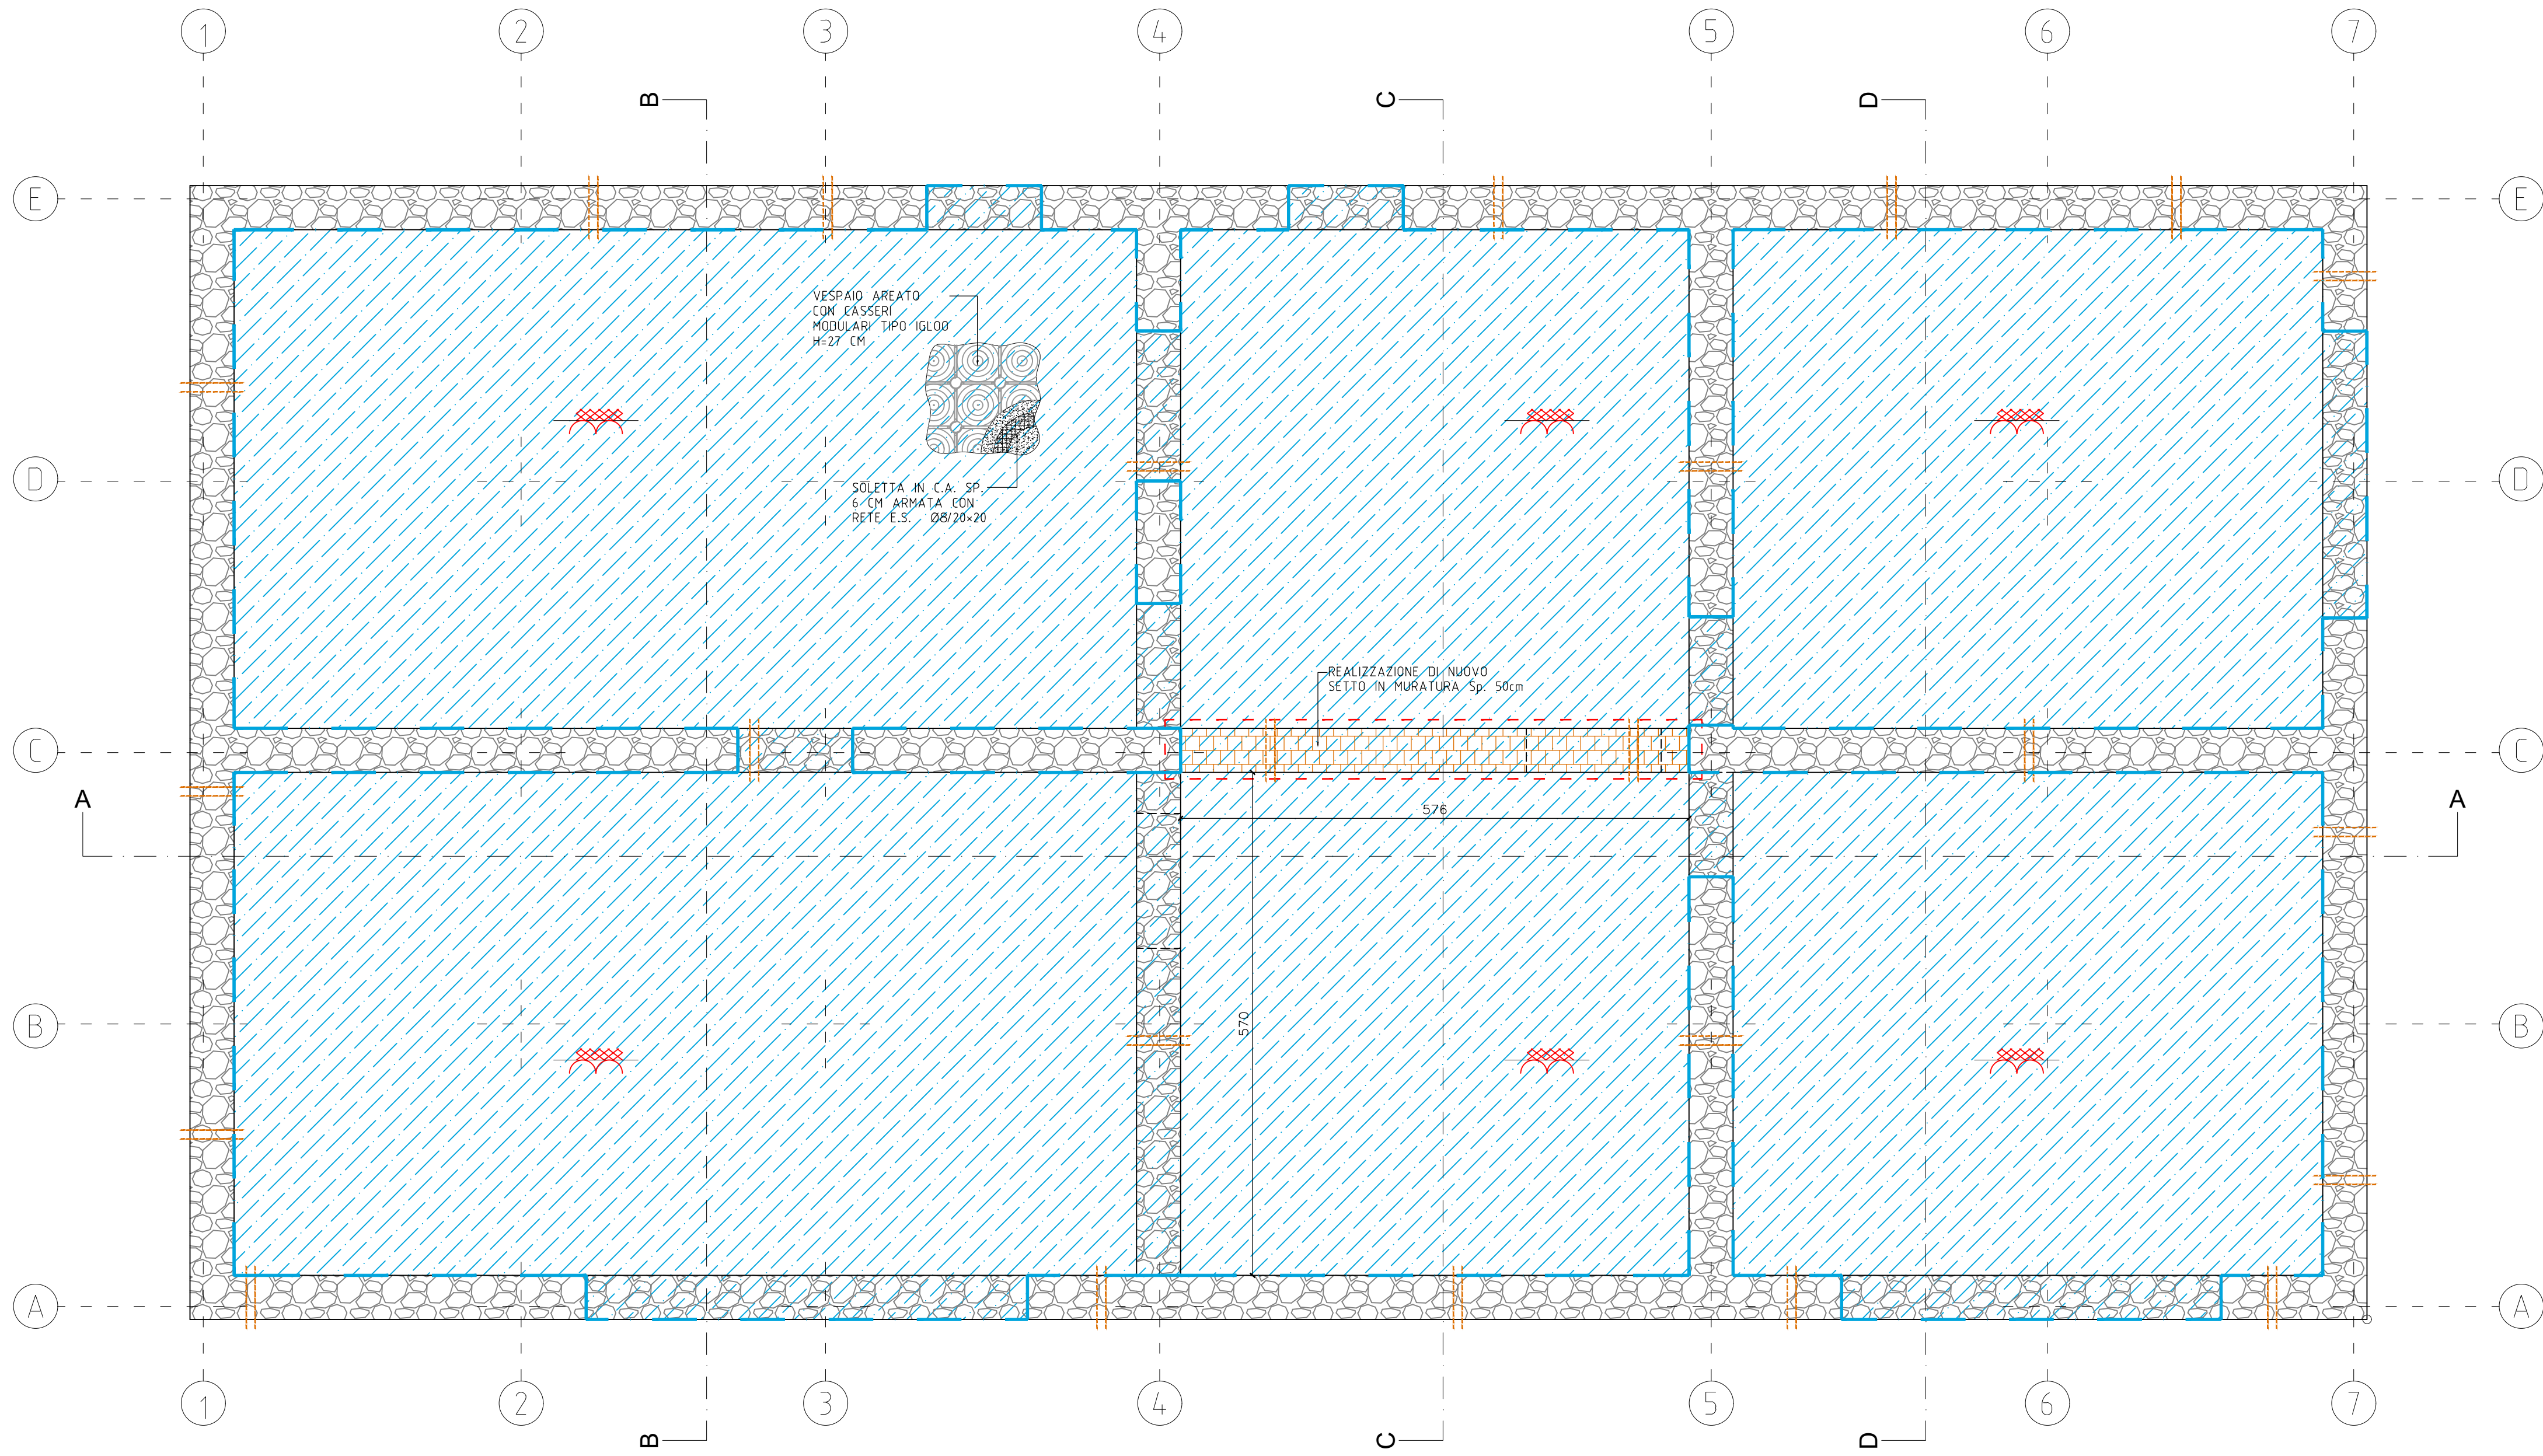 1 2 3 4 5 6 7
B C D
E E
VESPAIO AREATO
CON CASSERI
MODULARI TIPO IGLOO
H=27 CM
D D
SOLETTA IN C.A. SP.
6 CM ARMATA CON
RETE E.S. Ø8/20×20
REALIZZAZIONE DI NUOVO
SETTO IN MURATURA Sp. 50cm
C C
A A
576
570
B B
A A
1 2 3 4 5 6 7
B C D